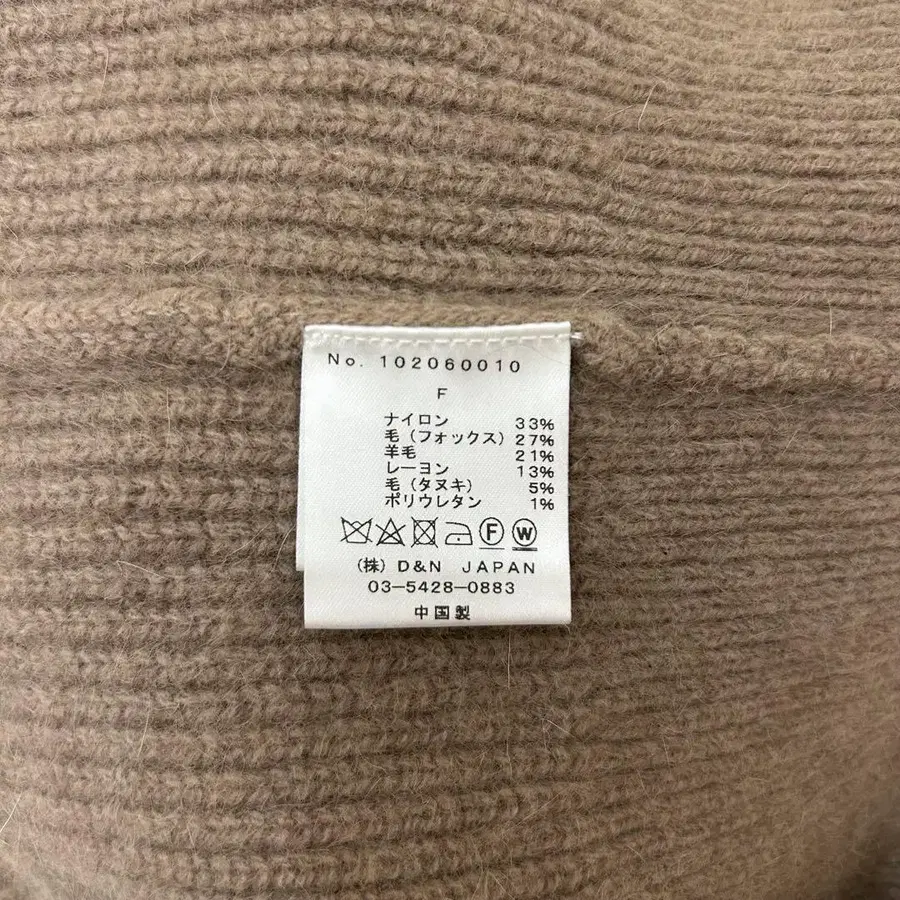 No. 102060010
F
ナイロン 33%
毛(フォックス) 27%
羊毛 21%
レーヨン 13%
毛(タヌキ) 5%
ポリウレタン 1%
F W
(株) D&N JAPAN
03-5428-0883
中国製